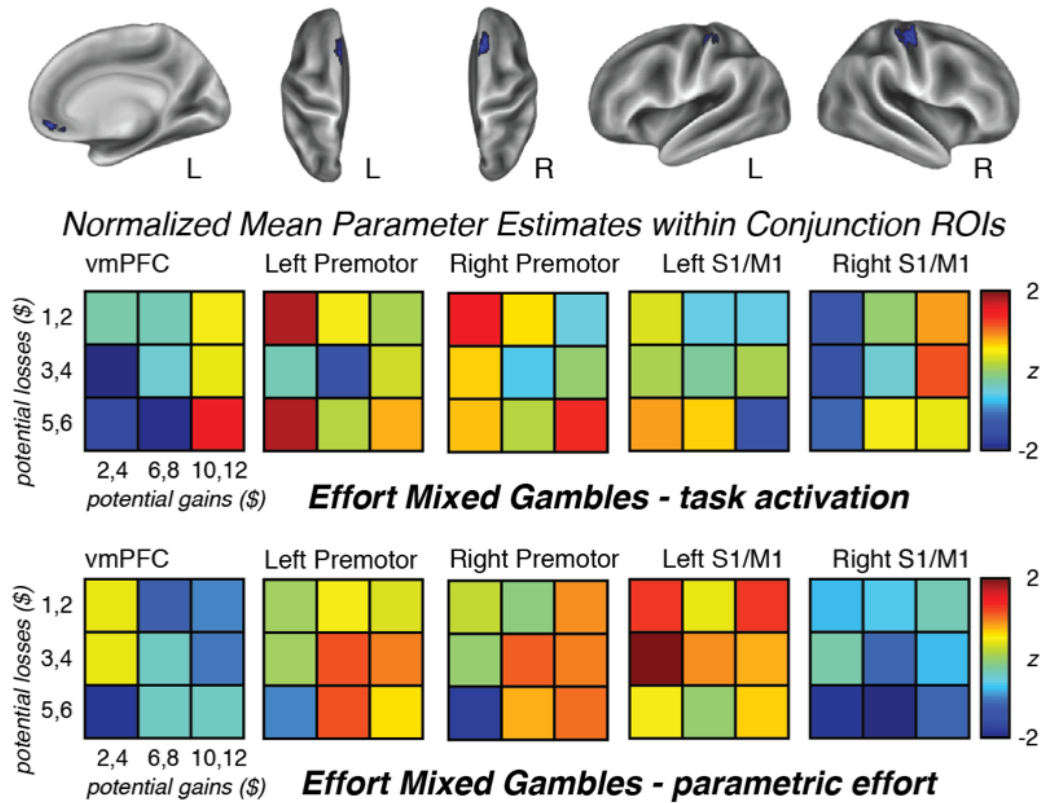 L
L
R
L
R
Normalized Mean Parameter Estimates within Conjunction ROIs
vmPFC
Left Premotor
Right Premotor
Left S1/M1
Right S1/M1
potential losses ($)
1,2
3,4
5,6
2
z
-2
2,4 6,8 10,12
potential gains ($)
Effort Mixed Gambles - task activation
vmPFC
Left Premotor
Right Premotor
Left S1/M1
Right S1/M1
potential losses ($)
1,2
3,4
5,6
2
z
-2
2,4 6,8 10,12
potential gains ($)
Effort Mixed Gambles - parametric effort